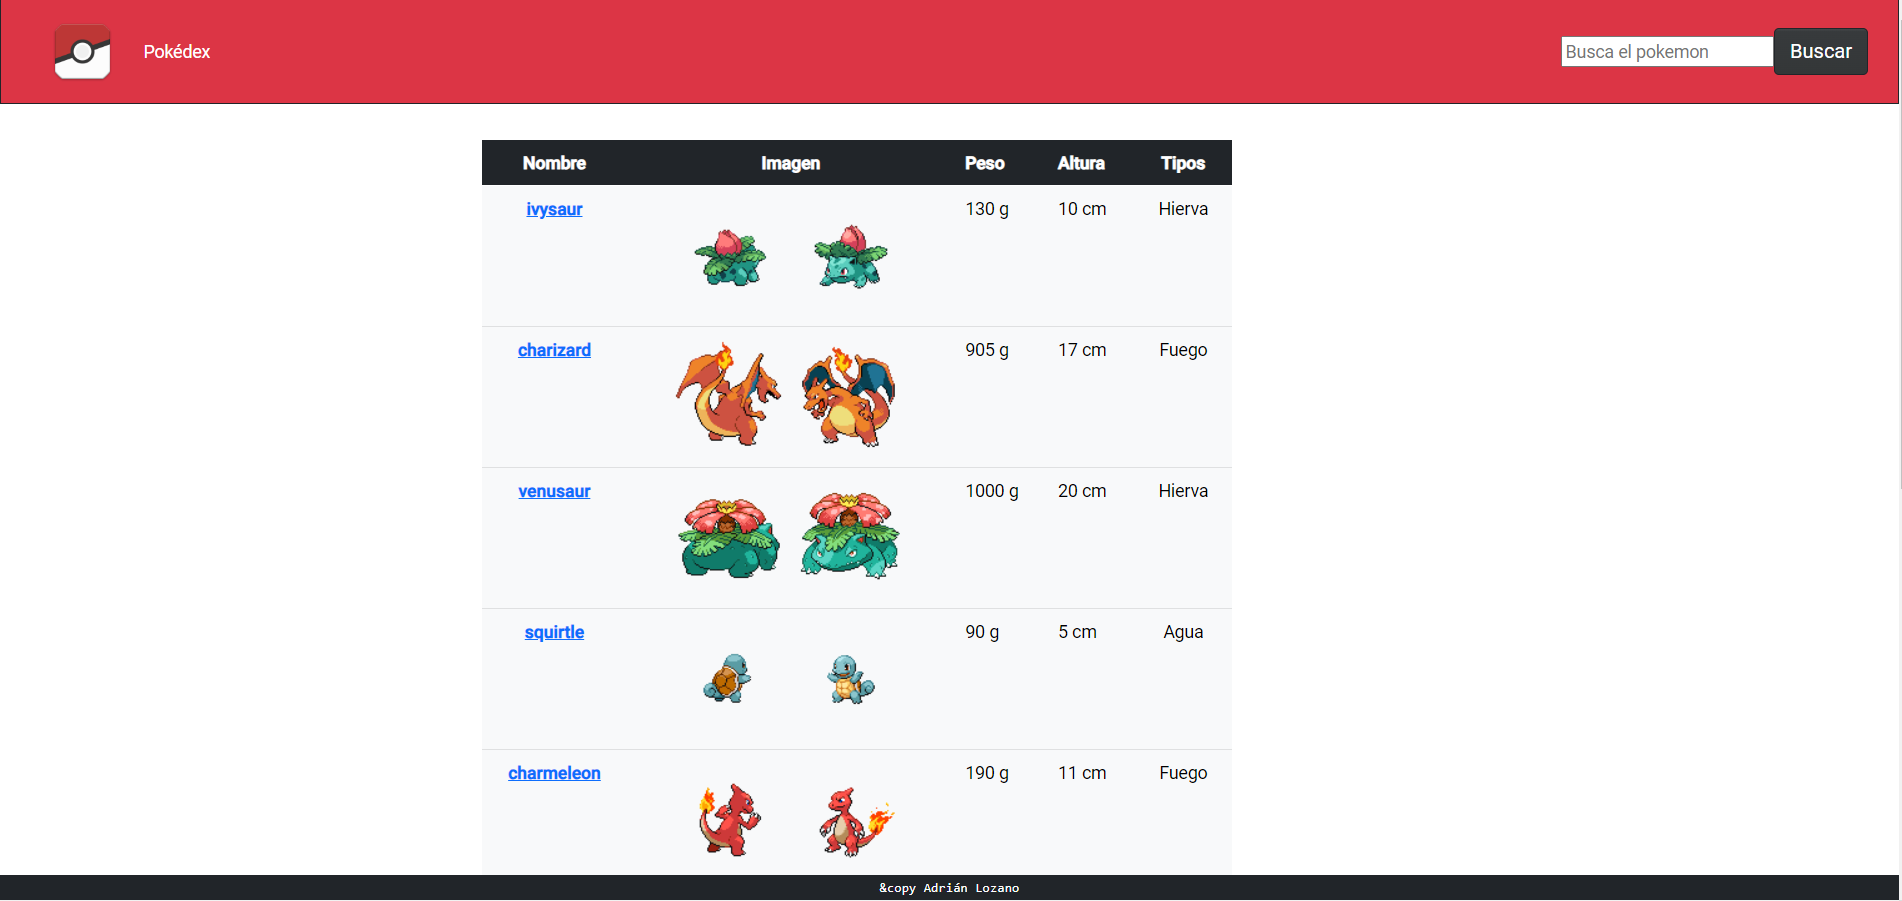 Pokédex
Busca el pokemon Buscar
Nombre Imagen Peso Altura Tipos
ivysaur 130 g 10 cm Hierva
charizard 905 g 17 cm Fuego
venusaur 1000 g 20 cm Hierva
squirtle 90 g 5 cm Agua
charmeleon 190 g 11 cm Fuego
&copy Adrián Lozano